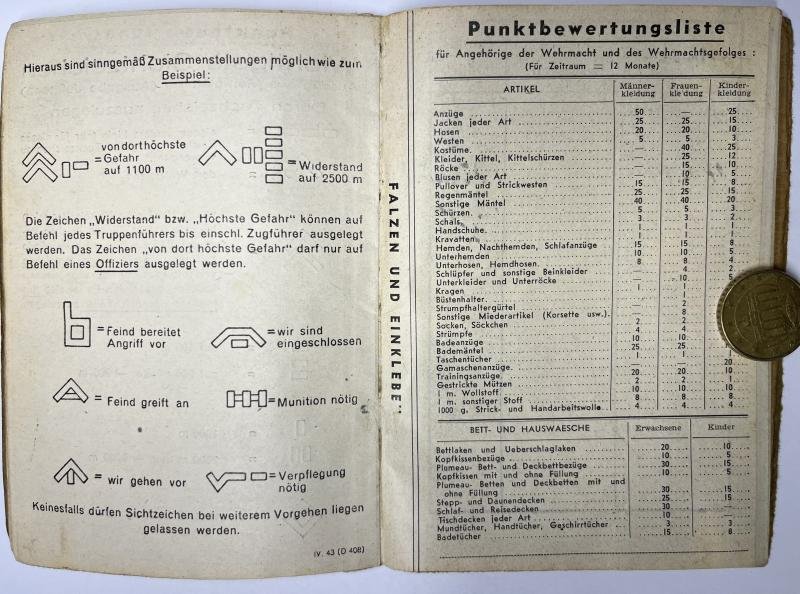 Hieraus sind sinngemäß Zusammenstellungen möglich wie zum
Beispiel:
von dort höchste
= Gefahr
auf 1100 m
= Widerstand
auf 2500 m
Die Zeichen „Widerstand" bzw. „Höchste Gefahr" können auf
Befehl jedes Truppenführers bis einschl. Zugführer ausgelegt
werden. Das Zeichen „von dort höchste Gefahr" darf nur auf
Befehl eines Offiziers ausgelegt werden.
= Feind bereitet
Angriff vor
= wir sind
eingeschlossen
= Feind greift an
= Munition nötig
= wir gehen vor
= Verpflegung
nötig
Keinesfalls dürfen Sichtzeichen bei weiterem Vorgehen liegen
gelassen werden.
IV. 43 (D 408)
FALZEN UND EINKLEBE
Punktbewertungsliste
für Angehörige der Wehrmacht und des Wehrmachtsgefolges :
(Für Zeitraum = 12 Monate)
ARTIKEL Männer-kleidung Frauen-kleidung Kinder-kleidung
Anzüge 50 — 25
Jacken jeder Art 25 25 15
Hosen 20 20 10
Westen 5 5 3
Kostüme. — 40 25
Kleider, Kittel, Kittelschürzen — 25 12
Röcke — 15 10
Blusen jeder Art — 10 5
Pullover und Strickwesten 15 15 8
Regenmäntel 25 25 15
Sonstige Mäntel 40 40 20
Schürzen. 5 5 3
Schals. 3 3 2
Handschuhe. 1 1 1
Kravatten 1 1 1
Hemden, Nachthemden, Schlafanzüge 15 15 8
Unterhemden 10 10 5
Unterhosen, Hemdhosen. 8 8 4
Schlüpfer und sonstige Beinkleider — 4 2
Unterkleider und Unterröcke — 10 5
Kragen 1
Büstenhalter. — 1
Strumpfhaltergürtel — 2
Sonstige Miederartikel (Korsette usw.) — 8
Socken, Söckchen 2 2
Strümpfe 4 4
Badeanzüge 10 10
Bademäntel 25 25 15
Taschentücher 1 1 1
Gamaschenanzüge. — — 20
Trainingsanzüge. 20 20 10
Gestrickte Mützen 2 2 1
1 m. Wollstoff 10 10 10
1 m. sonstiger Stoff 8 8 8
1000 g. Strick- und Handarbeitswolle 4 4 4
BETT- UND HAUSWAESCHE Erwachsene Kinder
Bettlaken und Ueberschlaglaken 20 10
Kopfkissenbezüge 10 5
Plumeau- Bett- und Deckbettbezüge 30 15
Kopfkissen mit und ohne Füllung 10 5
Plumeau- Betten und Deckbetten mit und
ohne Füllung 30 15
Stepp- und Daunendecken 25 15
Schlaf- und Reisedecken 30 —
Tischdecken jeder Art 10 —
Mundtücher, Handtücher, Geschirrtücher 3 3
Badetücher 15 8